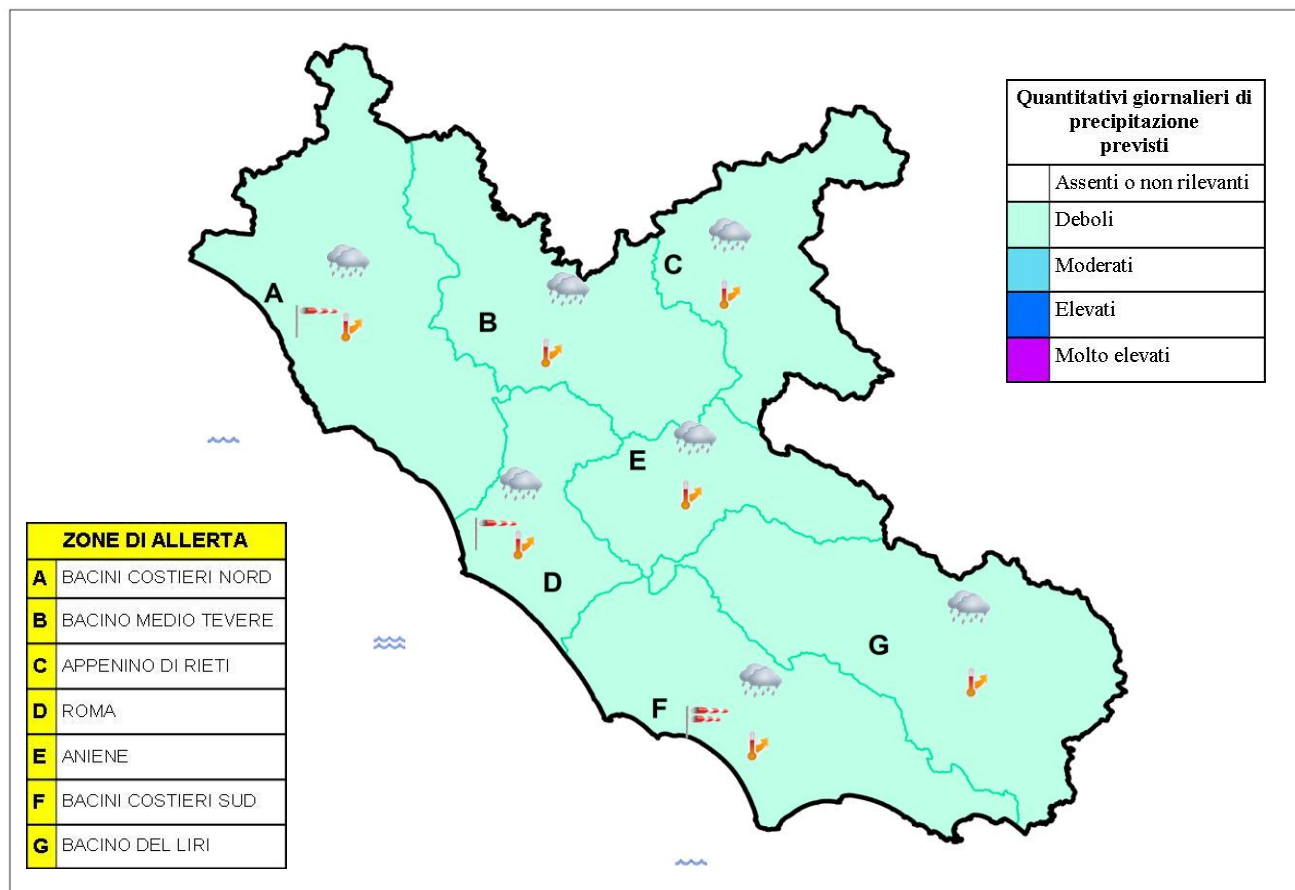 Quantitativi giornalieri di
precipitazione
previsti
Assenti o non rilevanti
Deboli
Moderati
Elevati
Molto elevati
A
B
C
E
D
F
G
ZONE DI ALLERTA
A BACINI COSTIERI NORD
B BACINO MEDIO TEVERE
C APPENINO DI RIETI
D ROMA
E ANIENE
F BACINI COSTIERI SUD
G BACINO DEL LIRI